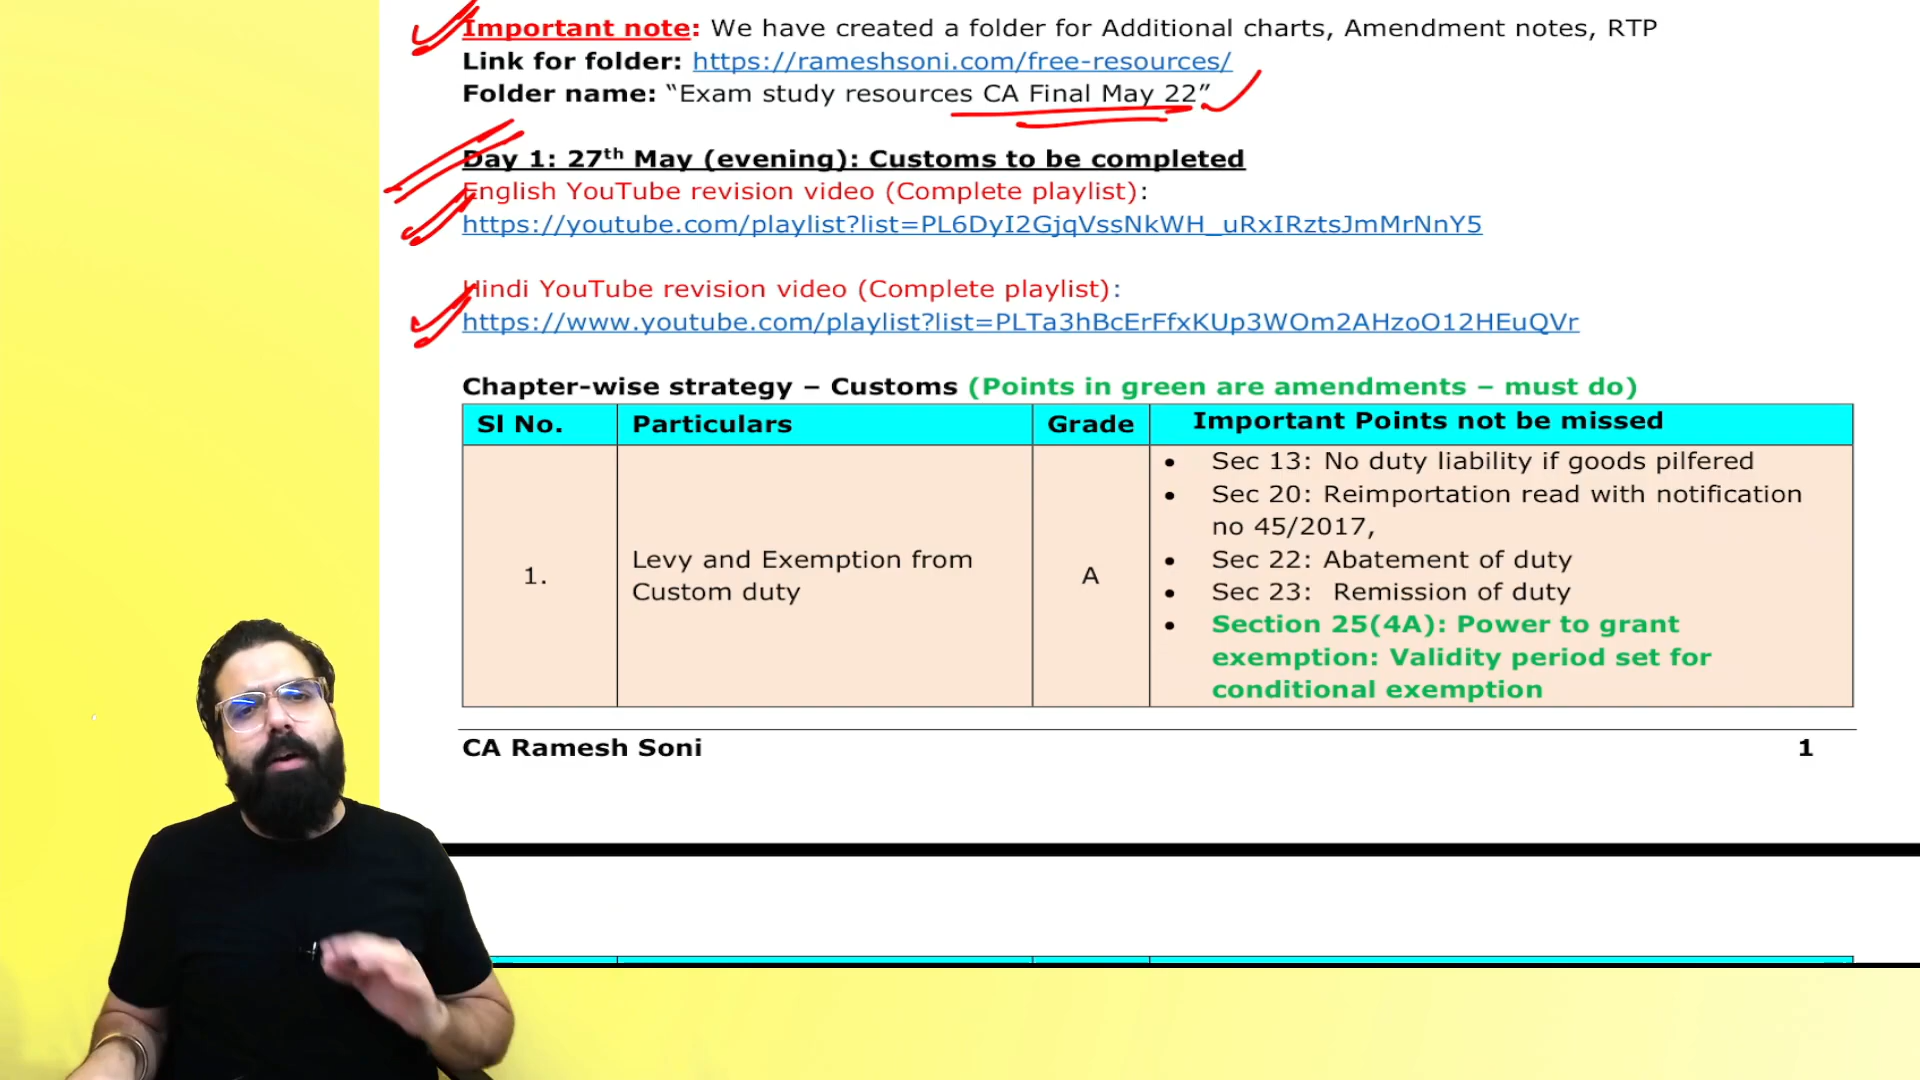 Important note: We have created a folder for Additional charts, Amendment notes, RTP
Link for folder: https://rameshsoni.com/free-resources/
Folder name: “Exam study resources CA Final May 22”
Day 1: 27th May (evening): Customs to be completed
English YouTube revision video (Complete playlist):
https://youtube.com/playlist?list=PL6DyI2GjqVssNkWH_uRxIRztsJmMrNnY5
Hindi YouTube revision video (Complete playlist):
https://www.youtube.com/playlist?list=PLTa3hBcErFfxKUp3WOm2AHzoO12HEuQVr
Chapter-wise strategy – Customs (Points in green are amendments – must do)
Sl No. Particulars Grade Important Points not be missed
1. Levy and Exemption from
Custom duty
A
• Sec 13: No duty liability if goods pilfered
• Sec 20: Reimportation read with notification
no 45/2017,
• Sec 22: Abatement of duty
• Sec 23: Remission of duty
• Section 25(4A): Power to grant
exemption: Validity period set for
conditional exemption
CA Ramesh Soni 1